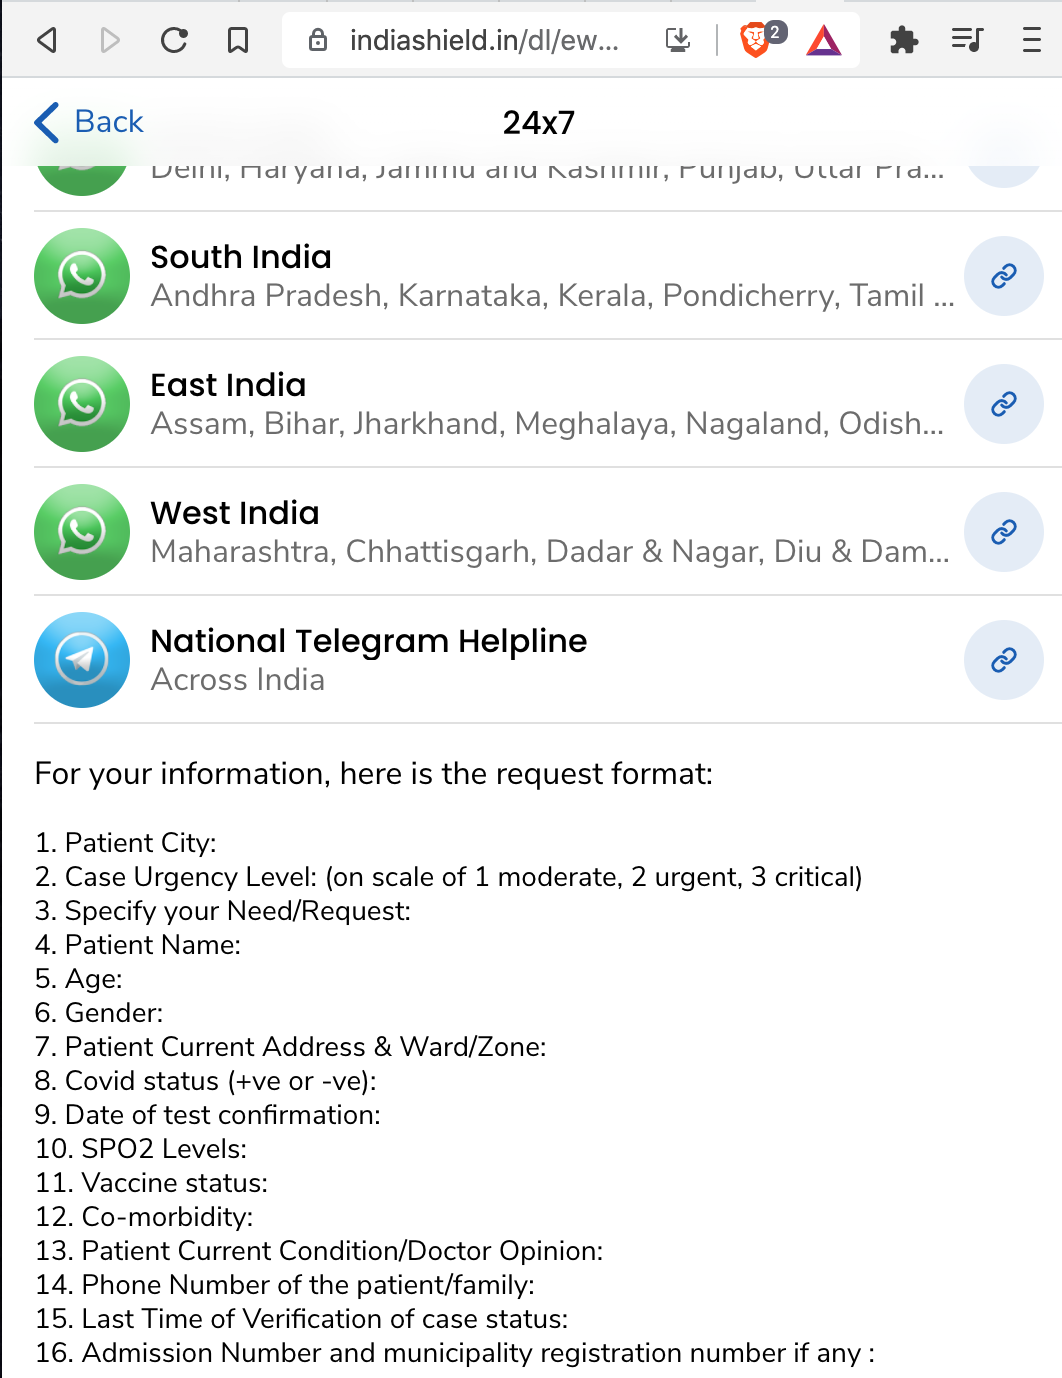 indiashield.in/dl/ew...
2
Back
24x7
Delhi, Haryana, Jammu and Kashmir, Punjab, Uttar Pra...
South India
Andhra Pradesh, Karnataka, Kerala, Pondicherry, Tamil ...
East India
Assam, Bihar, Jharkhand, Meghalaya, Nagaland, Odish...
West India
Maharashtra, Chhattisgarh, Dadar & Nagar, Diu & Dam...
National Telegram Helpline
Across India
For your information, here is the request format:
1. Patient City:
2. Case Urgency Level: (on scale of 1 moderate, 2 urgent, 3 critical)
3. Specify your Need/Request:
4. Patient Name:
5. Age:
6. Gender:
7. Patient Current Address & Ward/Zone:
8. Covid status (+ve or -ve):
9. Date of test confirmation:
10. SPO2 Levels:
11. Vaccine status:
12. Co-morbidity:
13. Patient Current Condition/Doctor Opinion:
14. Phone Number of the patient/family:
15. Last Time of Verification of case status:
16. Admission Number and municipality registration number if any :